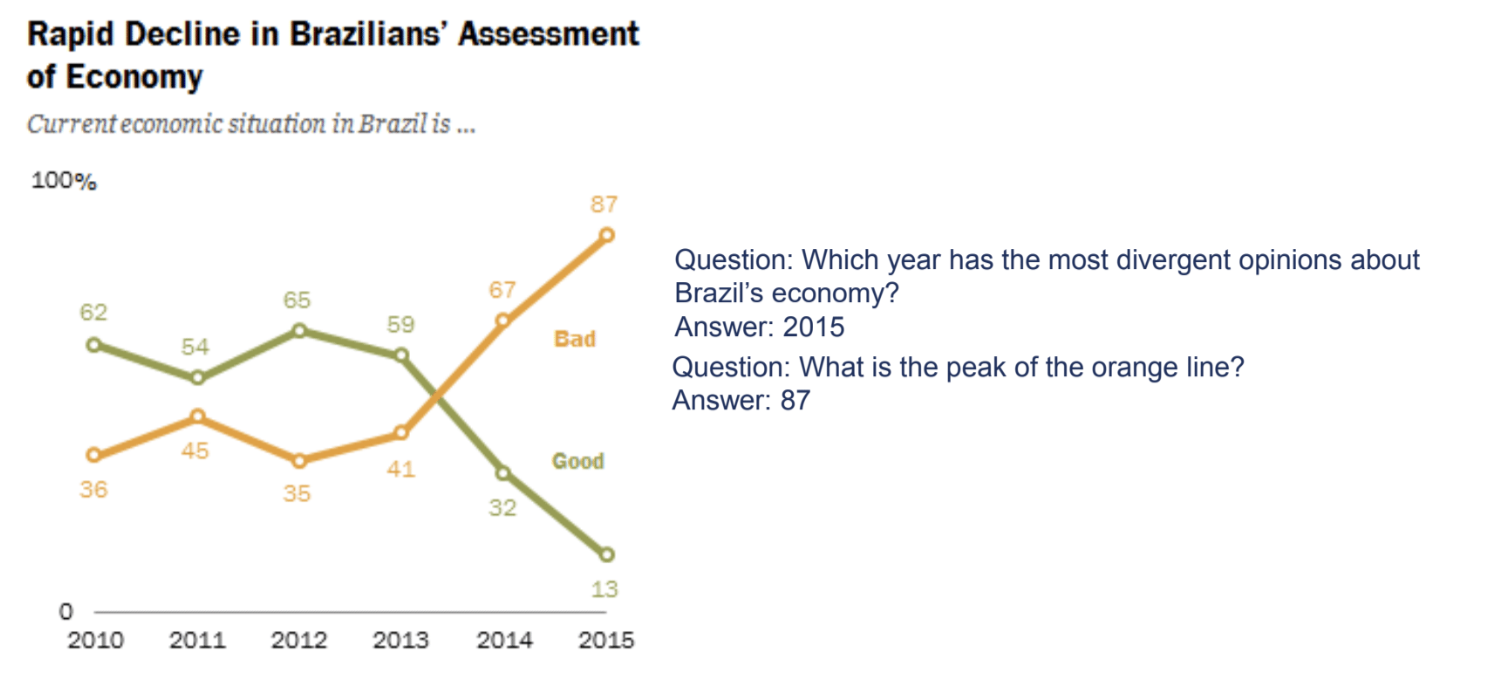 Rapid Decline in Brazilians’ Assessment
of Economy
Current economic situation in Brazil is ...
100%
87
67
65
62
59
54
Bad
45
41
36
35
Good
32
13
0
2010 2011 2012 2013 2014 2015
Question: Which year has the most divergent opinions about
Brazil’s economy?
Answer: 2015
Question: What is the peak of the orange line?
Answer: 87